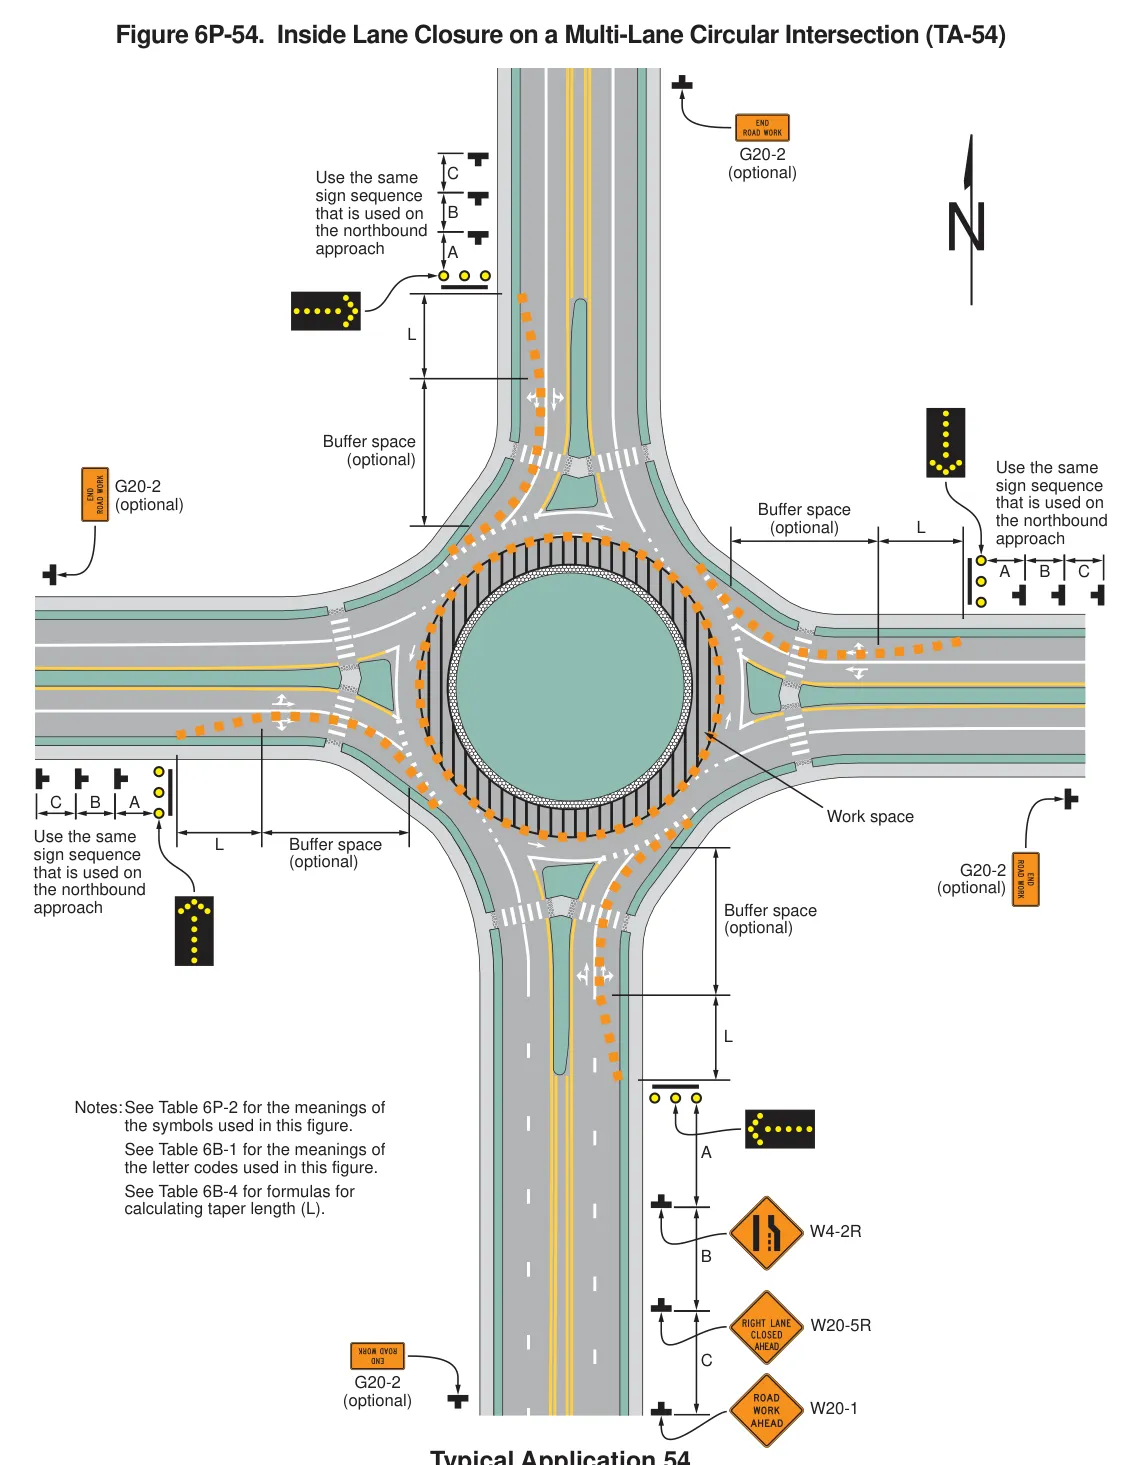 Figure 6P-54.  Inside Lane Closure on a Multi-Lane Circular Intersection (TA-54)
END
ROAD WORK
G20-2
(optional)
C
B
A
Use the same
sign sequence
that is used on
the northbound
approach
N
L
Buffer space
(optional)
END
ROAD WORK
G20-2
(optional)
Use the same
sign sequence
that is used on
the northbound
approach
Buffer space
(optional)
L
A
B
C
C
B
A
L
Buffer space
(optional)
Use the same
sign sequence
that is used on
the northbound
approach
Work space
G20-2
(optional)
END
ROAD WORK
Buffer space
(optional)
L
Notes: See Table 6P-2 for the meanings of
the symbols used in this figure.
See Table 6B-1 for the meanings of
the letter codes used in this figure.
See Table 6B-4 for formulas for
calculating taper length (L).
A
W4-2R
B
RIGHT LANE
CLOSED
AHEAD
W20-5R
C
ROAD
WORK
AHEAD
W20-1
END
ROAD WORK
G20-2
(optional)
Typical Application 54